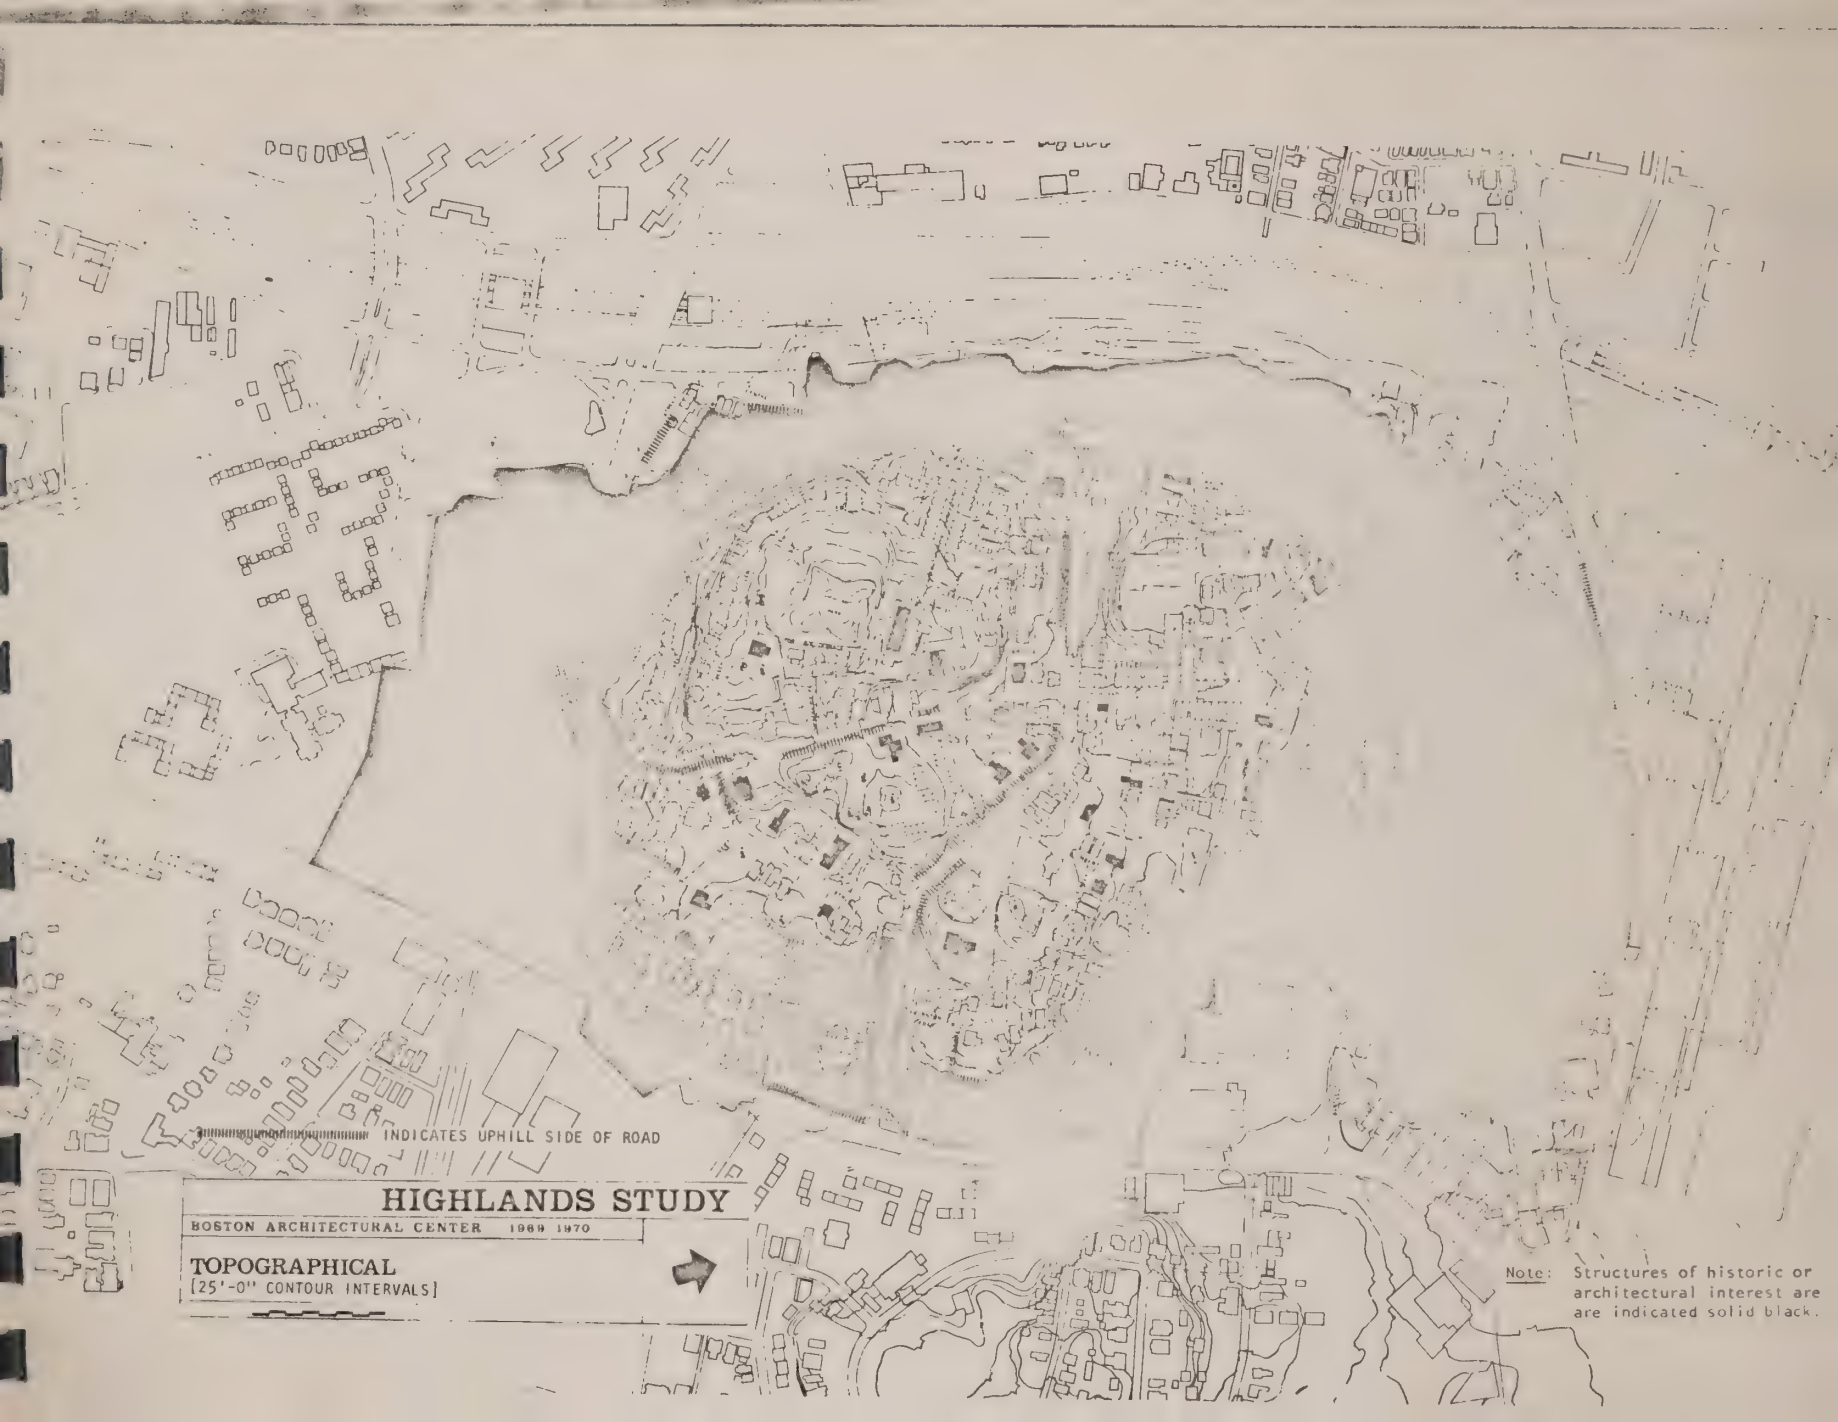 INDICATES UPHILL SIDE OF ROAD
HIGHLANDS STUDY
BOSTON ARCHITECTURAL CENTER 1969 1970
TOPOGRAPHICAL
[25'-0" CONTOUR INTERVALS]
Note: Structures of historic or
architectural interest are
are indicated solid black.